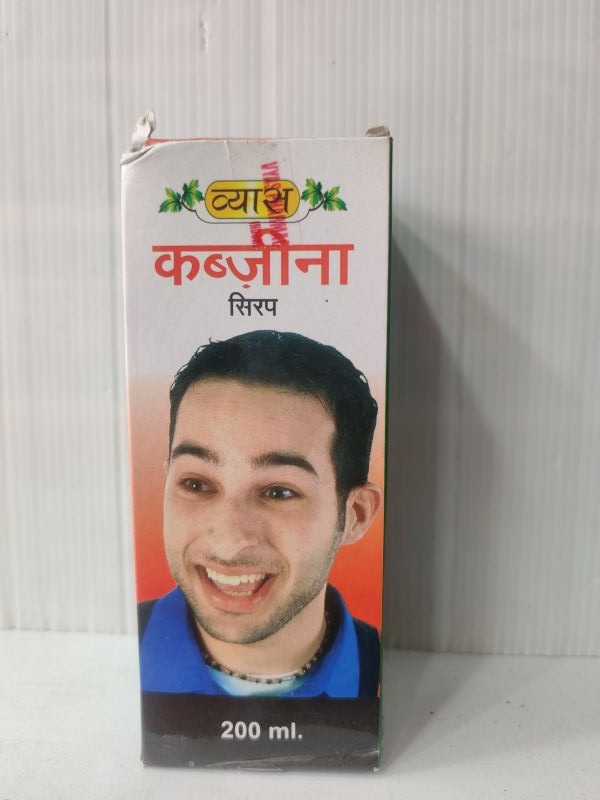 व्यास
कब्ज़ीना
सिरप
200 ml.